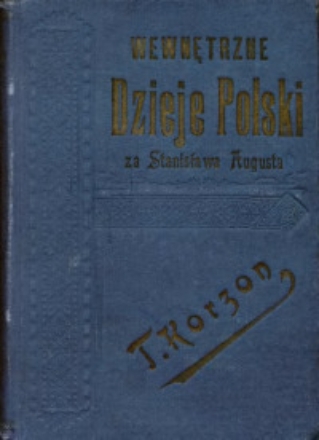 WEWNĘTRZNE
Dzieje Polski
za Stanisława Augusta
T. Korzon